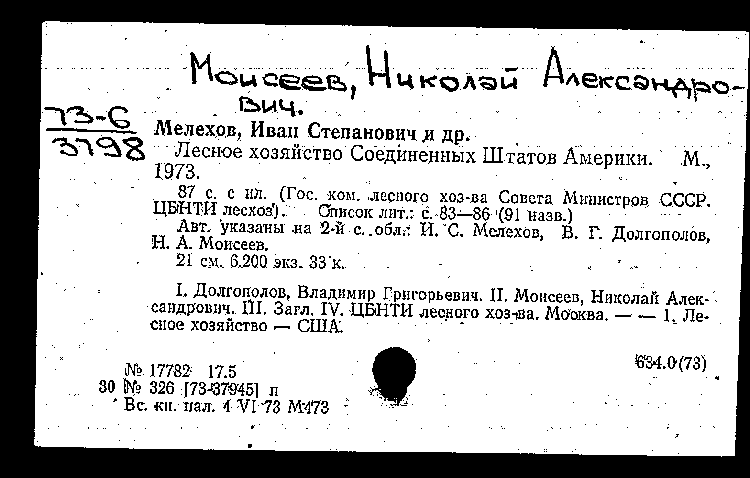 Моисеев, Николай Александро-
вич.
73-6
3798
Мелехов, Иван Степанович и др.
Лесное хозяйство Соединенных Штатов Америки. М.,
1973.
87 с. с ил. (Гос. ком. лесного хоз-ва Совета Министров СССР.
ЦБНТИ лесхоз). Список лит.: с. 83—86 (91 назв.)
Авт. указаны на 2-й с. обл.: И. С. Мелехов, В. Г. Долгополов,
Н. А. Моисеев.
21 см. 6.200 экз. 33 к.
I. Долгополов, Владимир Григорьевич. II. Моисеев, Николай Алек-
сандрович. III. Загл. IV. ЦБНТИ лесного хоз-ва. Москва. — — 1. Ле-
сное хозяйство — США.
634.0(73)
№ 17782 17.5
30 № 326 [73-37945] п
Вс. кн. пал. 4 VI 73 М473